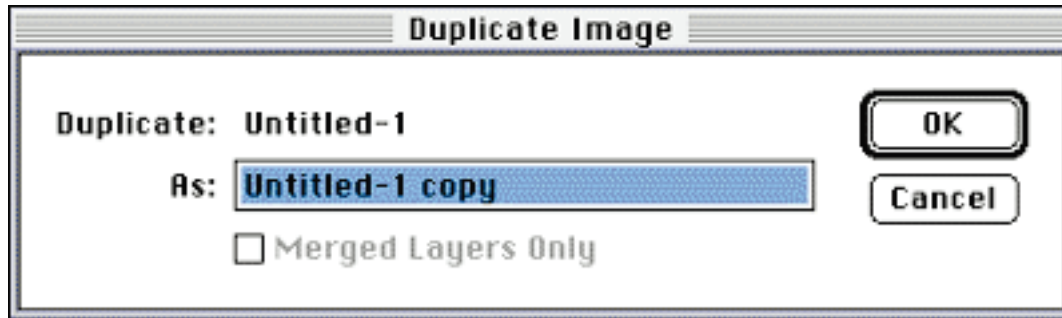 Duplicate Image
Duplicate: Untitled-1
OK
As: Untitled-1 copy
Cancel
Merged Layers Only